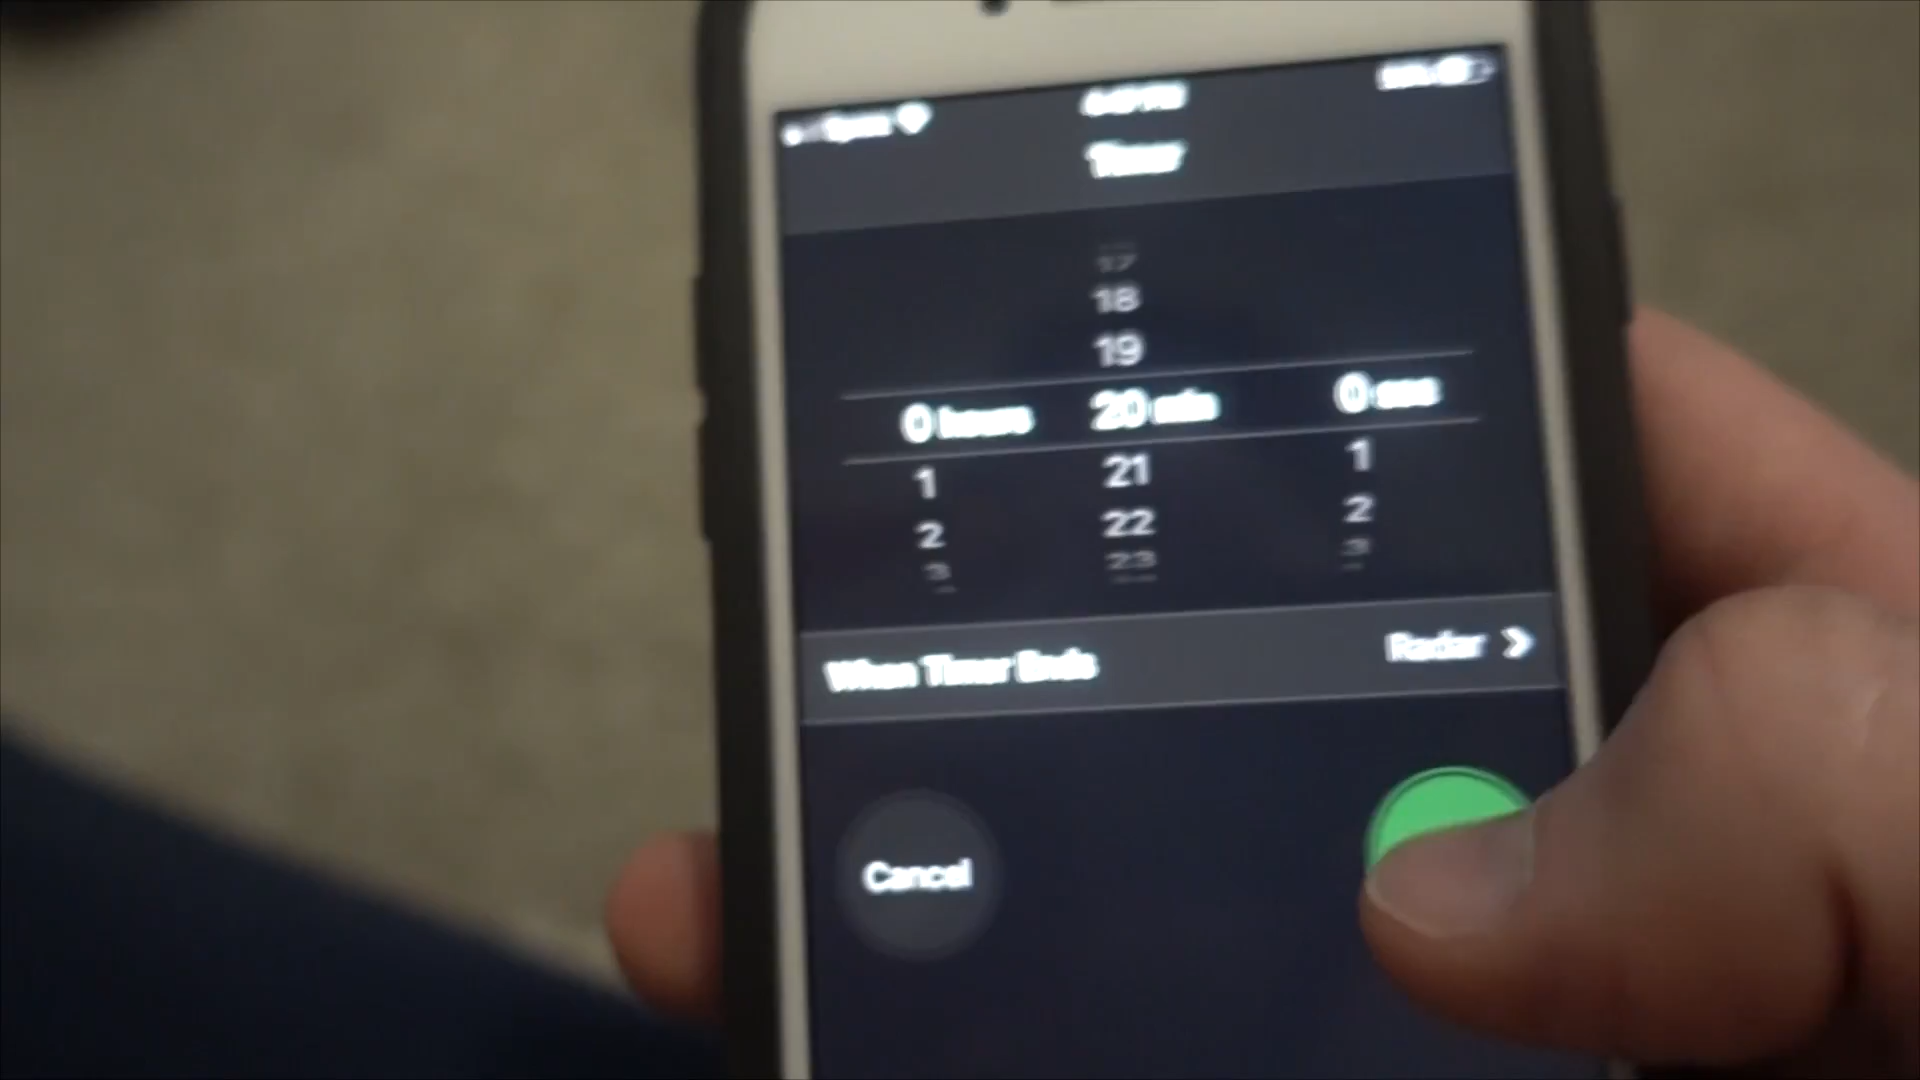 Timer
17
18
19
0 hours 20 min 0 sec
1 21 1
2 22 2
3 23 3
When Timer Ends Radar >
Cancel